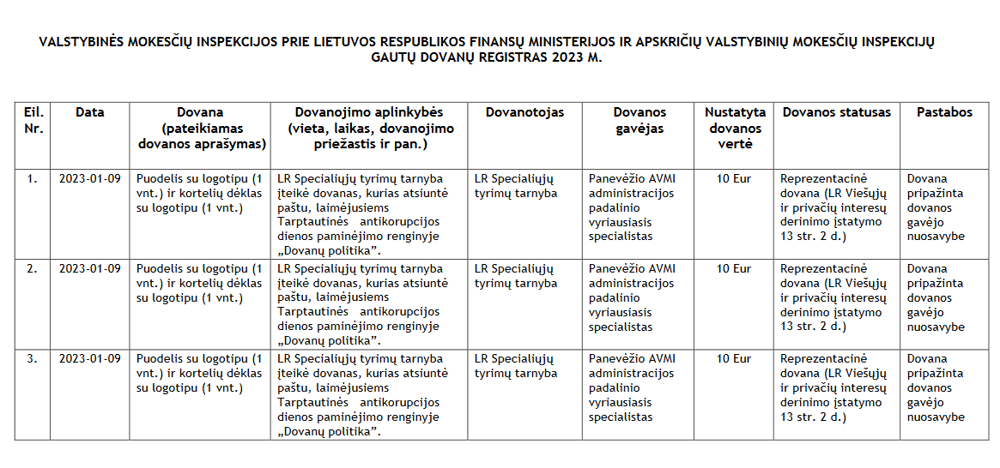 VALSTYBINĖS MOKESČIŲ INSPEKCIJOS PRIE LIETUVOS RESPUBLIKOS FINANSŲ MINISTERIJOS IR APSKRIČIŲ VALSTYBINIŲ MOKESČIŲ INSPEKCIJŲ
GAUTŲ DOVANŲ REGISTRAS 2023 M.
Eil.
Nr.
Data
Dovana
(pateikiamas
dovanos aprašymas)
Dovanojimo aplinkybės
(vieta, laikas, dovanojimo
priežastis ir pan.)
Dovanotojas
Dovanos
gavėjas
Nustatyta
dovanos
vertė
Dovanos statusas
Pastabos
1.
2023-01-09
Puodelis su logotipu (1
vnt.) ir kortelių dėklas
su logotipu (1 vnt.)
LR Specialiųjų tyrimų tarnyba
įteikė dovanas, kurias atsiuntė
paštu, laimėjusiems
Tarptautinės antikorupcijos
dienos paminėjimo renginyje
„Dovanų politika”.
LR Specialiųjų
tyrimų tarnyba
Panevėžio AVMI
administracijos
padalinio
vyriausiasis
specialistas
10 Eur
Reprezentacinė
dovana (LR Viešųjų
ir privačių interesų
derinimo įstatymo
13 str. 2 d.)
Dovana
pripažinta
dovanos
gavėjo
nuosavybe
2.
2023-01-09
Puodelis su logotipu (1
vnt.) ir kortelių dėklas
su logotipu (1 vnt.)
LR Specialiųjų tyrimų tarnyba
įteikė dovanas, kurias atsiuntė
paštu, laimėjusiems
Tarptautinės antikorupcijos
dienos paminėjimo renginyje
„Dovanų politika”.
LR Specialiųjų
tyrimų tarnyba
Panevėžio AVMI
administracijos
padalinio
vyriausiasis
specialistas
10 Eur
Reprezentacinė
dovana (LR Viešųjų
ir privačių interesų
derinimo įstatymo
13 str. 2 d.)
Dovana
pripažinta
dovanos
gavėjo
nuosavybe
3.
2023-01-09
Puodelis su logotipu (1
vnt.) ir kortelių dėklas
su logotipu (1 vnt.)
LR Specialiųjų tyrimų tarnyba
įteikė dovanas, kurias atsiuntė
paštu, laimėjusiems
Tarptautinės antikorupcijos
dienos paminėjimo renginyje
„Dovanų politika”.
LR Specialiųjų
tyrimų tarnyba
Panevėžio AVMI
administracijos
padalinio
vyriausiasis
specialistas
10 Eur
Reprezentacinė
dovana (LR Viešųjų
ir privačių interesų
derinimo įstatymo
13 str. 2 d.)
Dovana
pripažinta
dovanos
gavėjo
nuosavybe